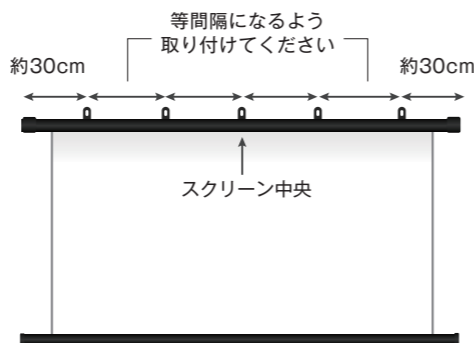 等間隔になるよう
取り付けてください
約30cm
約30cm
スクリーン中央